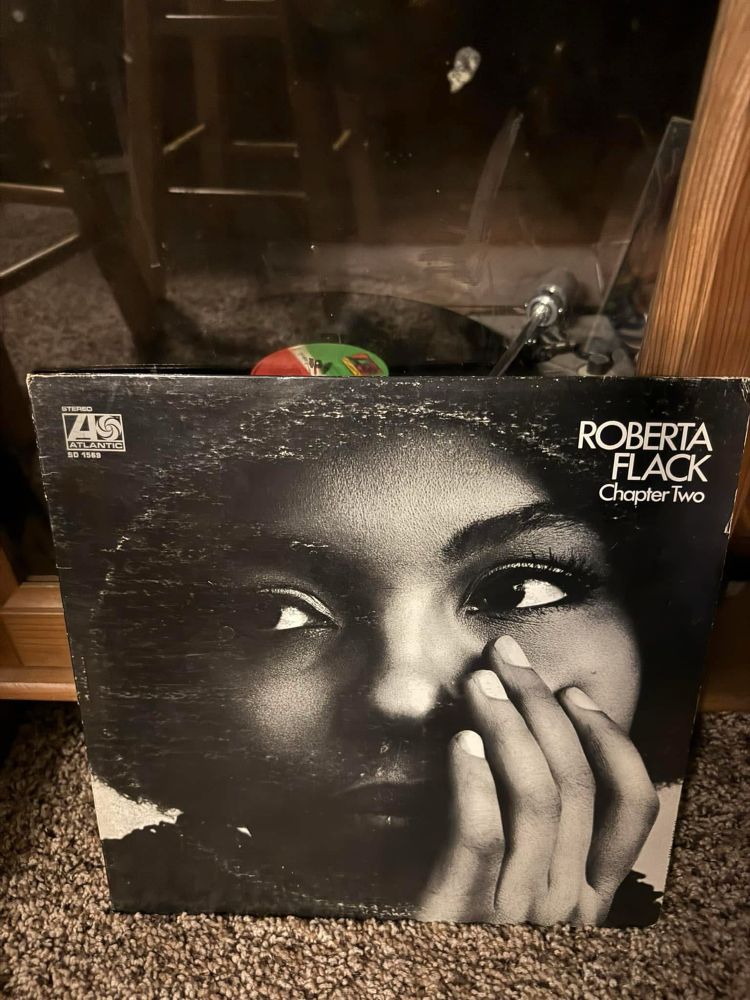 STEREO
ATLANTIC
SD 1569
ROBERTA
FLACK
Chapter Two